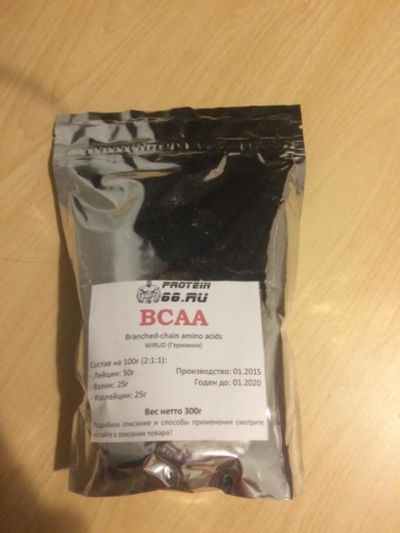 PROTEIN
66.RU
BCAA
Branched-chain amino acids
WIRUD (Германия)
Состав на 100г (2:1:1):
- Лейцин: 50г
- Валин: 25г
- Изолейцин: 25г
Производство: 01.2015
Годен до: 01.2020
Вес нетто 300г
Подробное описание и способы применения смотрите
читайте в описании товара!